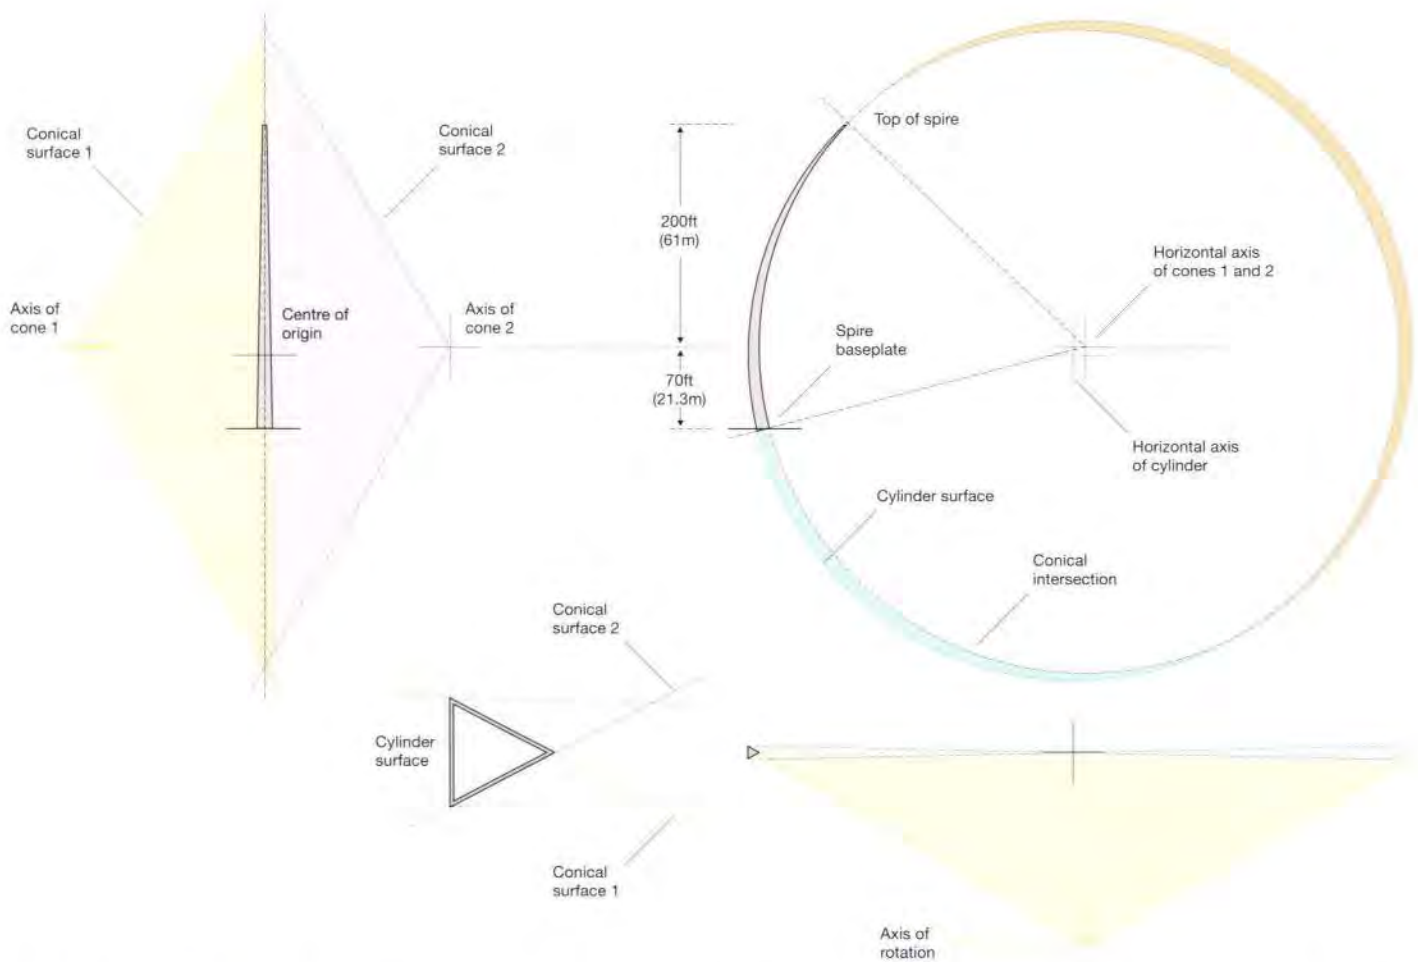 Conical
surface 1
Conical
surface 2
Top of spire
200ft
(61m)
Horizontal axis
of cones 1 and 2
Axis of
cone 1
Centre of
origin
Axis of
cone 2
Spire
baseplate
70ft
(21.3m)
Horizontal axis
of cylinder
Cylinder surface
Conical
intersection
Conical
surface 2
Cylinder
surface
Conical
surface 1
Axis of
rotation